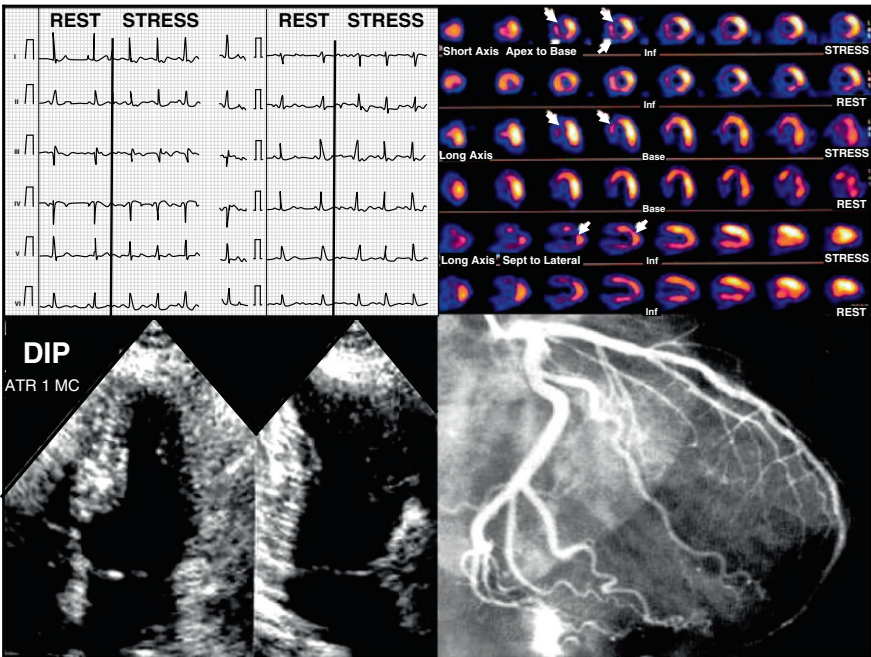 REST STRESS
REST STRESS
I
II
III
IV
V
VI
DIP
ATR 1 MC
Short Axis Apex to Base Inf STRESS
Inf REST
Long Axis Base STRESS
Base REST
Long Axis Sept to Lateral Inf STRESS
Inf REST